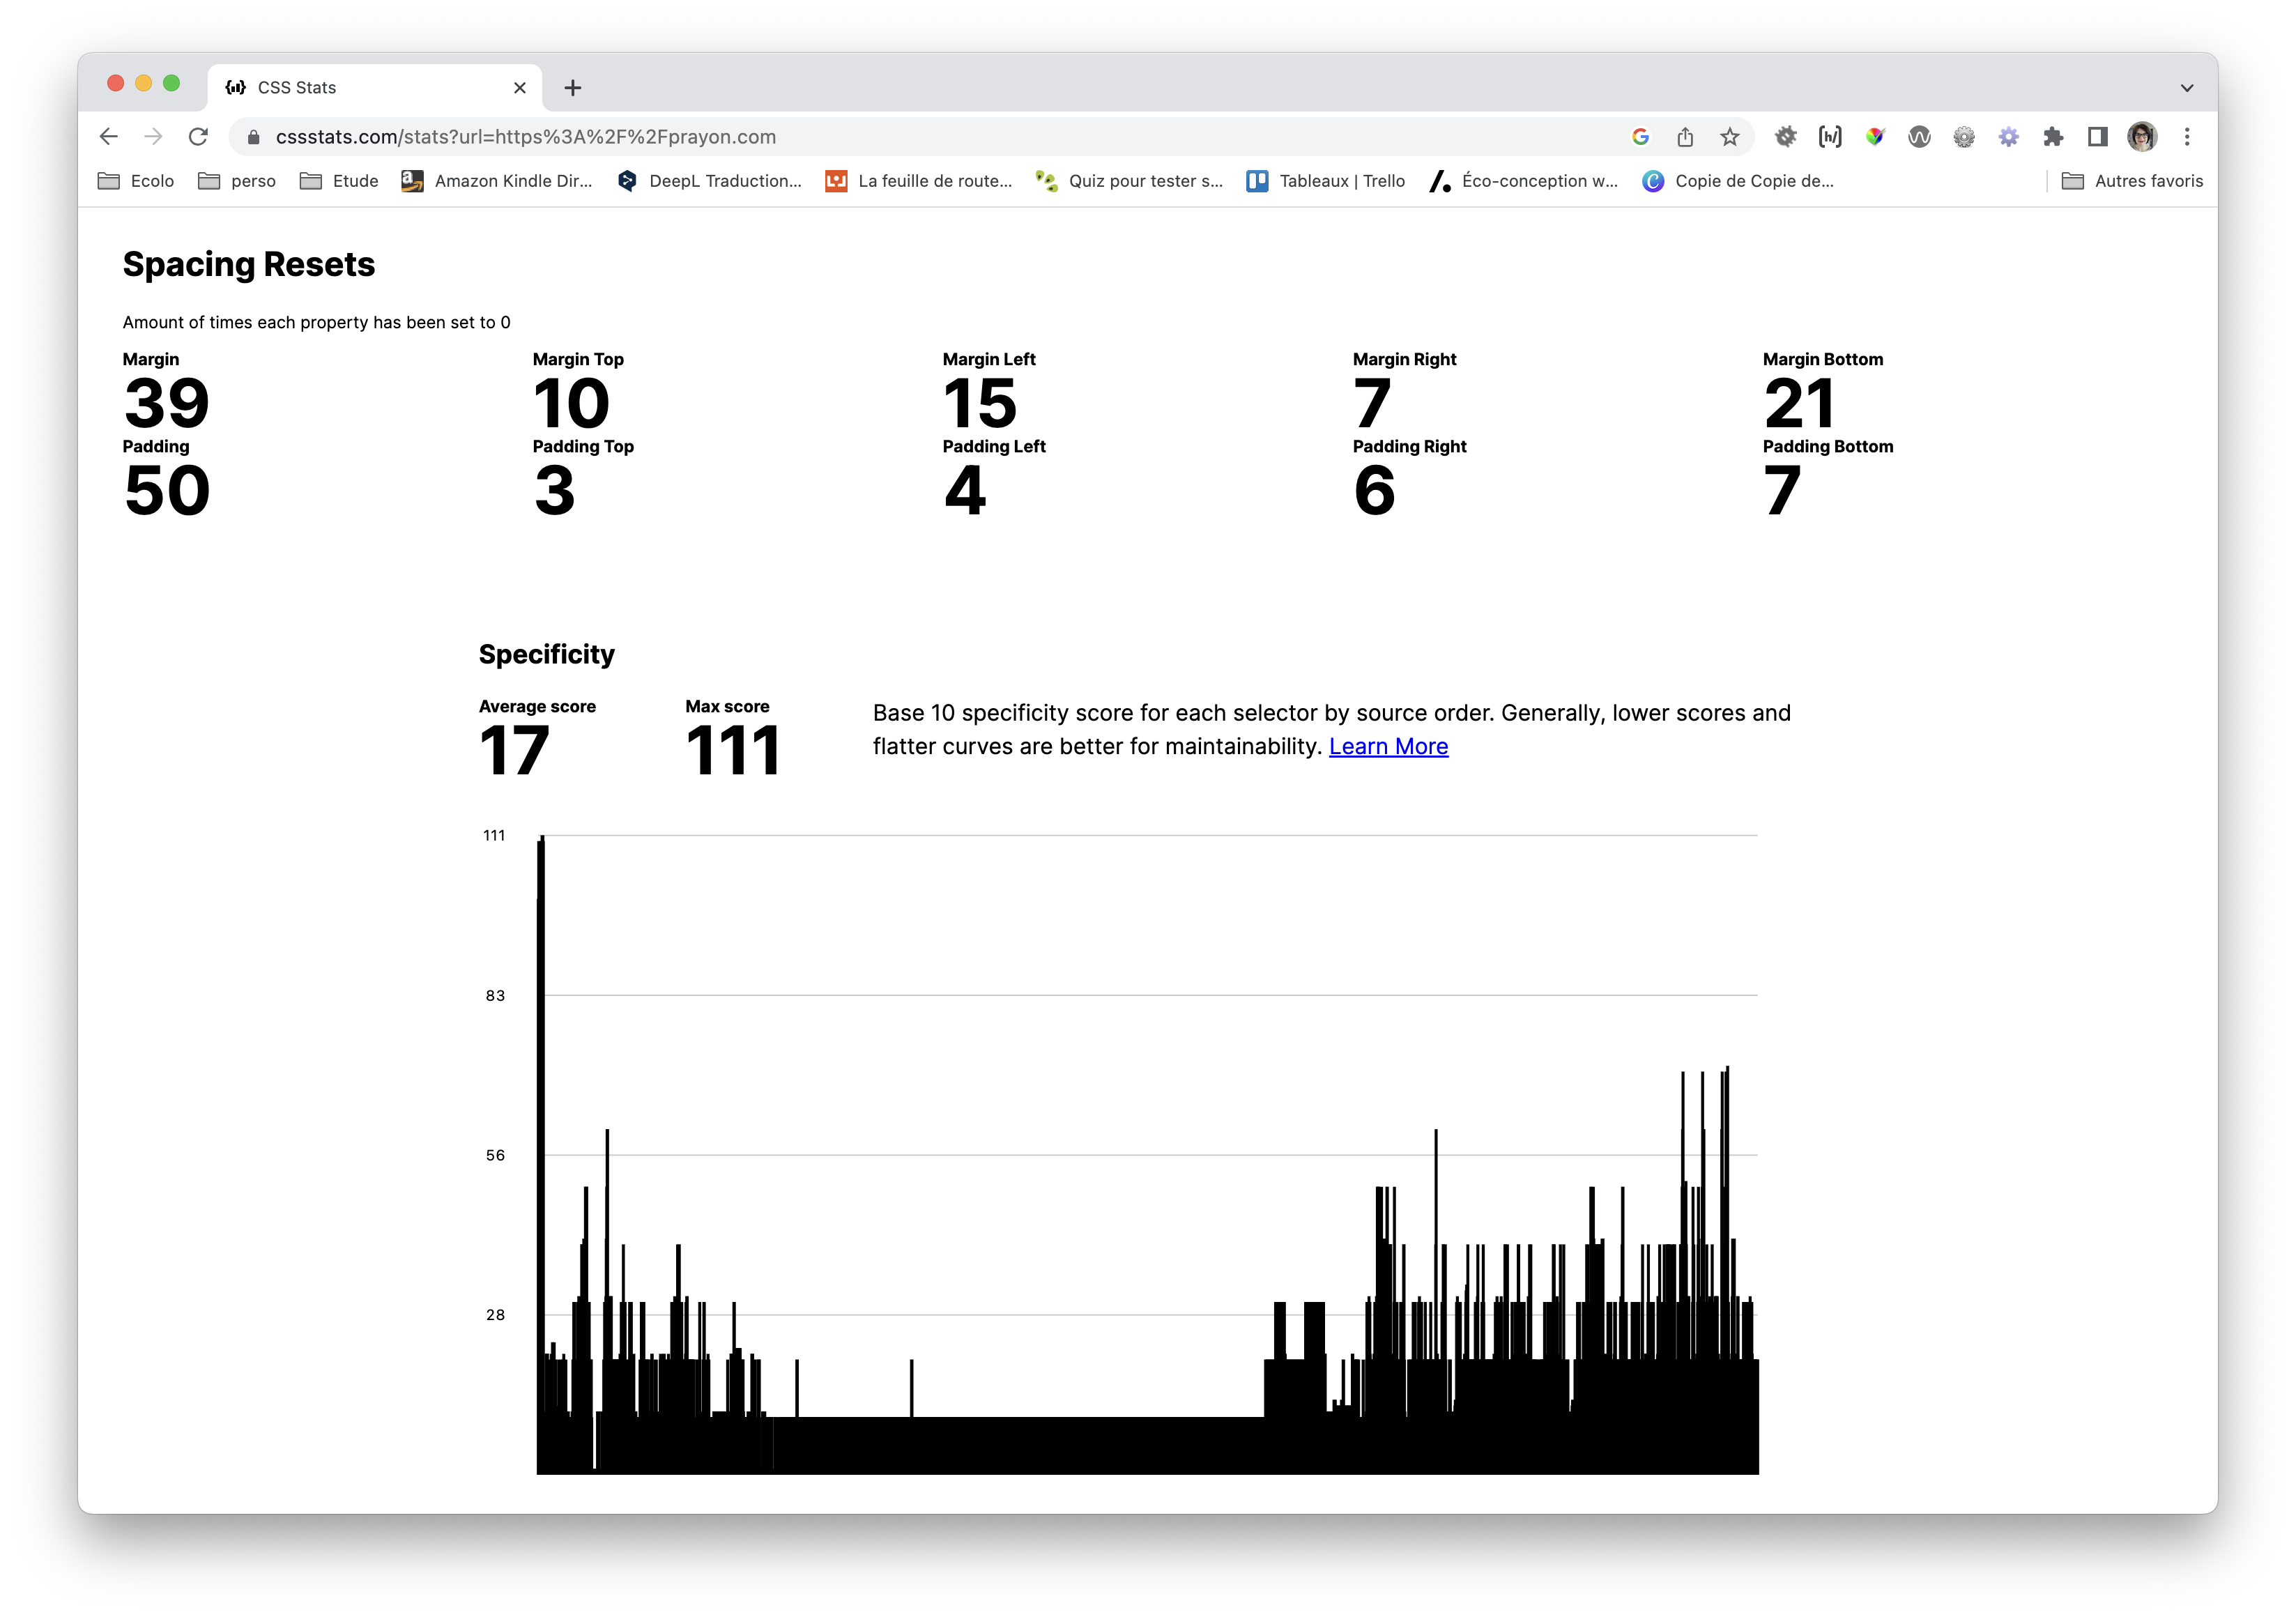 CSS Stats
cssstats.com/stats?url=https%3A%2F%2Fprayon.com
Ecolo perso Etude Amazon Kindle Dir... DeepL Traduction... La feuille de route... Quiz pour tester s... Tableaux | Trello Éco-conception w... Copie de Copie de... Autres favoris
Spacing Resets
Amount of times each property has been set to 0
Margin Margin Top Margin Left Margin Right Margin Bottom
39 10 15 7 21
Padding Padding Top Padding Left Padding Right Padding Bottom
50 3 4 6 7
Specificity
Average score Max score
17 111
Base 10 specificity score for each selector by source order. Generally, lower scores and
flatter curves are better for maintainability. Learn More
111
83
56
28